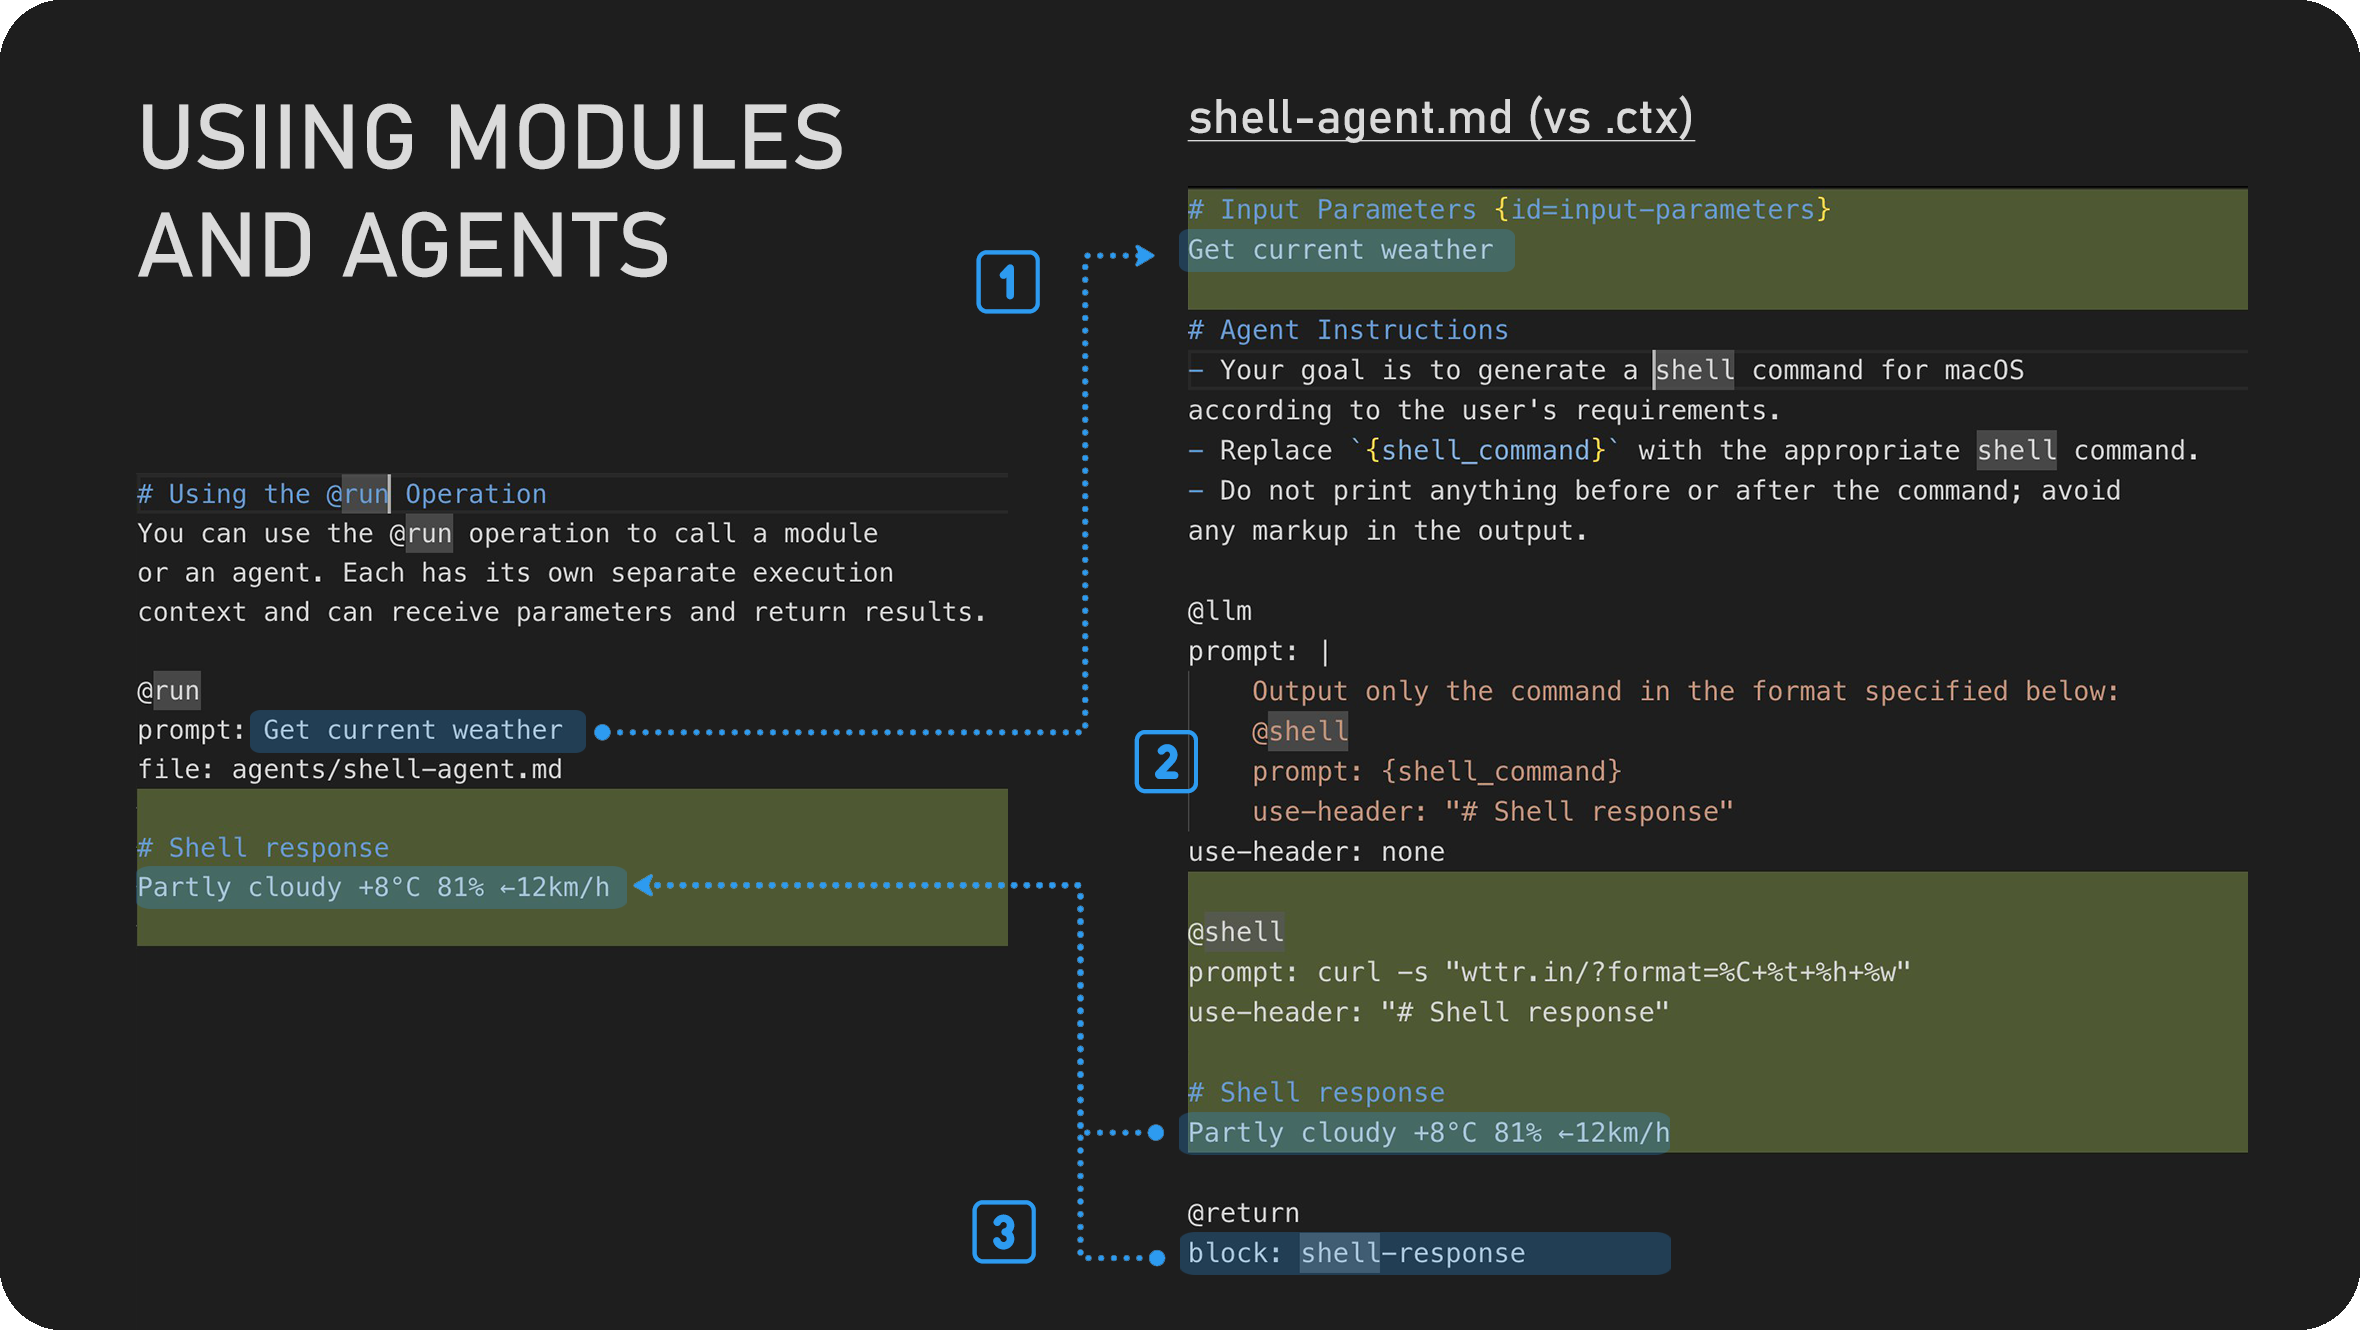 USIING MODULES
AND AGENTS
# Using the @run Operation
You can use the @run operation to call a module
or an agent. Each has its own separate execution
context and can receive parameters and return results.
@run
prompt: Get current weather
file: agents/shell-agent.md
# Shell response
Partly cloudy +8°C 81% ←12km/h
1
2
3
shell-agent.md (vs .ctx)
# Input Parameters {id=input-parameters}
Get current weather
# Agent Instructions
- Your goal is to generate a shell command for macOS
according to the user's requirements.
- Replace `{shell_command}` with the appropriate shell command.
- Do not print anything before or after the command; avoid
any markup in the output.
@llm
prompt: |
Output only the command in the format specified below:
@shell
prompt: {shell_command}
use-header: "# Shell response"
use-header: none
@shell
prompt: curl -s "wttr.in/?format=%C+%t+%h+%w"
use-header: "# Shell response"
# Shell response
Partly cloudy +8°C 81% ←12km/h
@return
block: shell-response